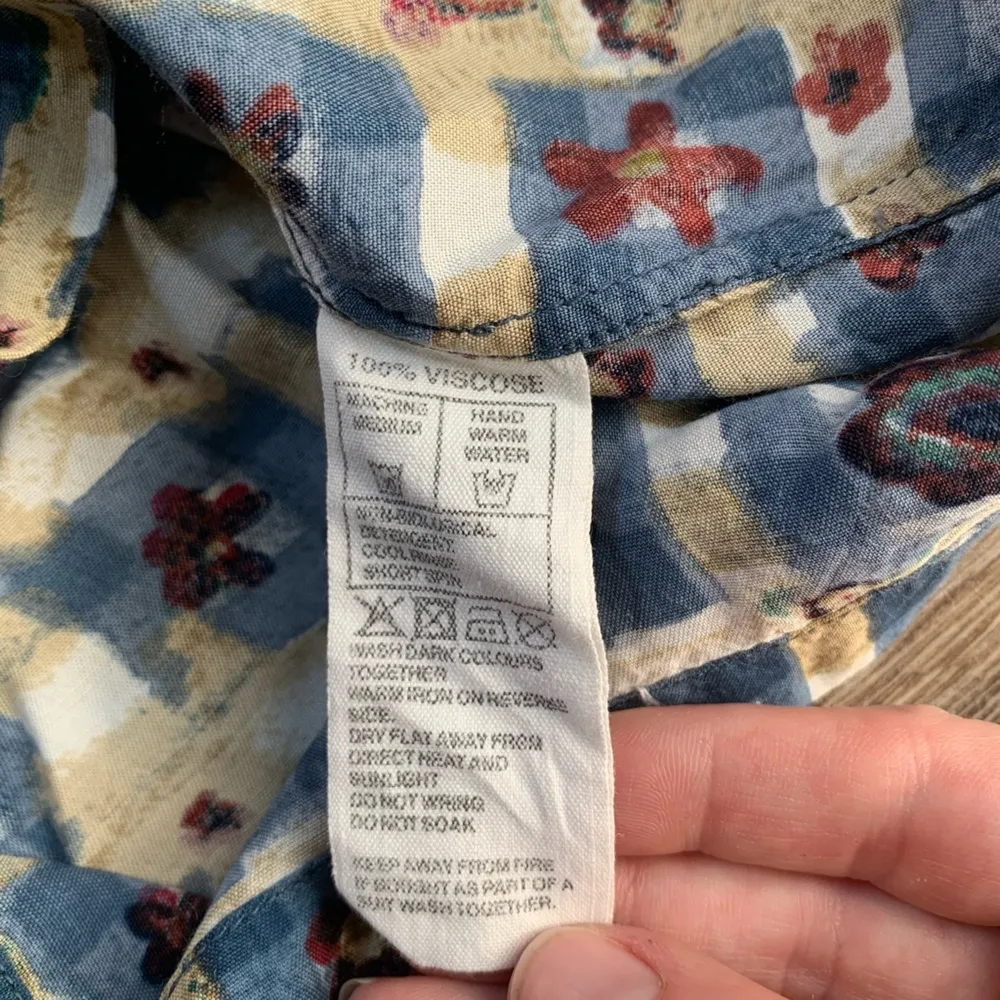 100% VISCOSE
MACHINE
MEDIUM
HAND
WARM
WATER
NON-BIOLOGICAL
DETERGENT.
COOL RINSE.
SHORT SPIN.
WASH DARK COLOURS
TOGETHER
WARM IRON ON REVERSE
SIDE.
DRY FLAT AWAY FROM
DIRECT HEAT AND
SUNLIGHT
DO NOT WRING
DO NOT SOAK
KEEP AWAY FROM FIRE
IF BOUGHT AS PART OF A
SUIT WASH TOGETHER.